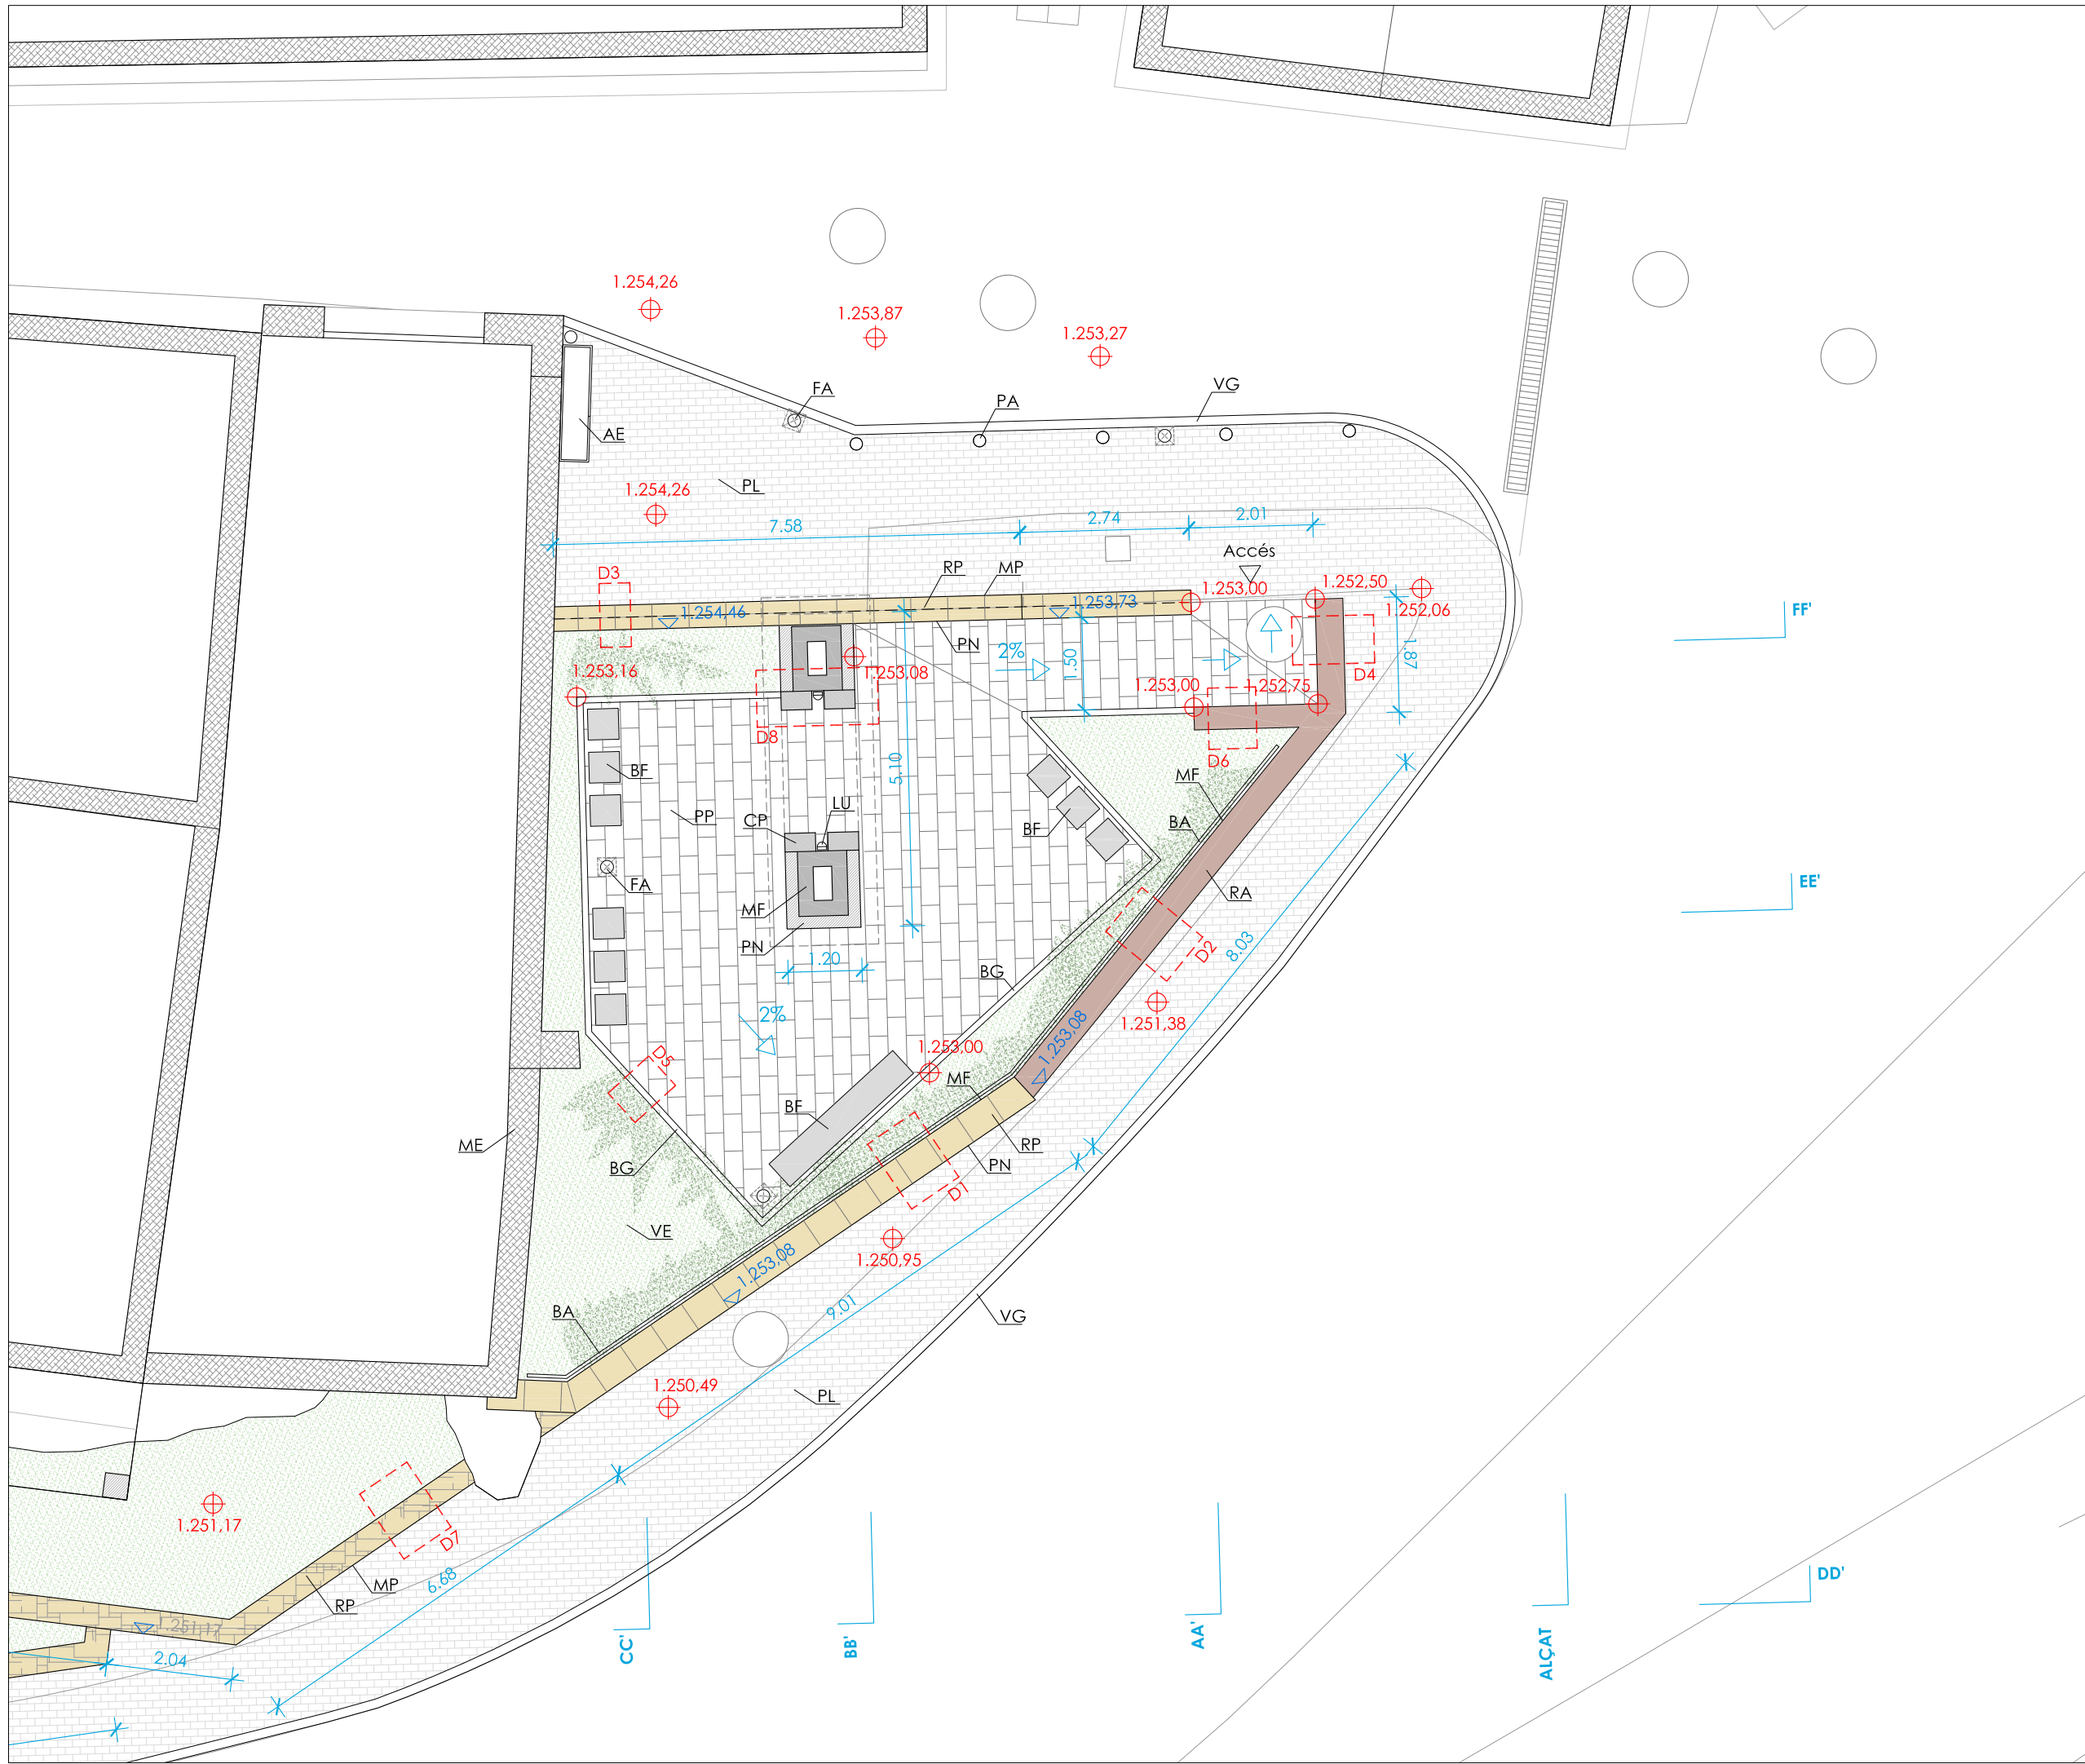 1.254,26
1.253,87
1.253,27
FA
PA
VG
AE
PL
1.254,26
7.58
2.74
2.01
Accés
D3
RP
MP
1.253,00
1.252,50
1.252,06
FF'
1.254,46
1.253,73
PN
2%
1.50
1.87
1.253,16
1.253,08
D4
1.253,00
1.252,75
D8
D6
BF
5.10
MF
LU
PP
CP
BF
BA
FA
RA
EE'
MF
PN
D2
8.03
1.20
BG
2%
1.251,38
D5
1.253,00
1.253,08
MF
BF
ME
BG
RP
PN
D1
VE
1.250,95
1.253,08
BA
9.01
VG
1.250,49
PL
1.251,17
D7
6.68
MP
RP
1.251,17
2.04
DD'
CC'
BB'
AA'
ALÇAT